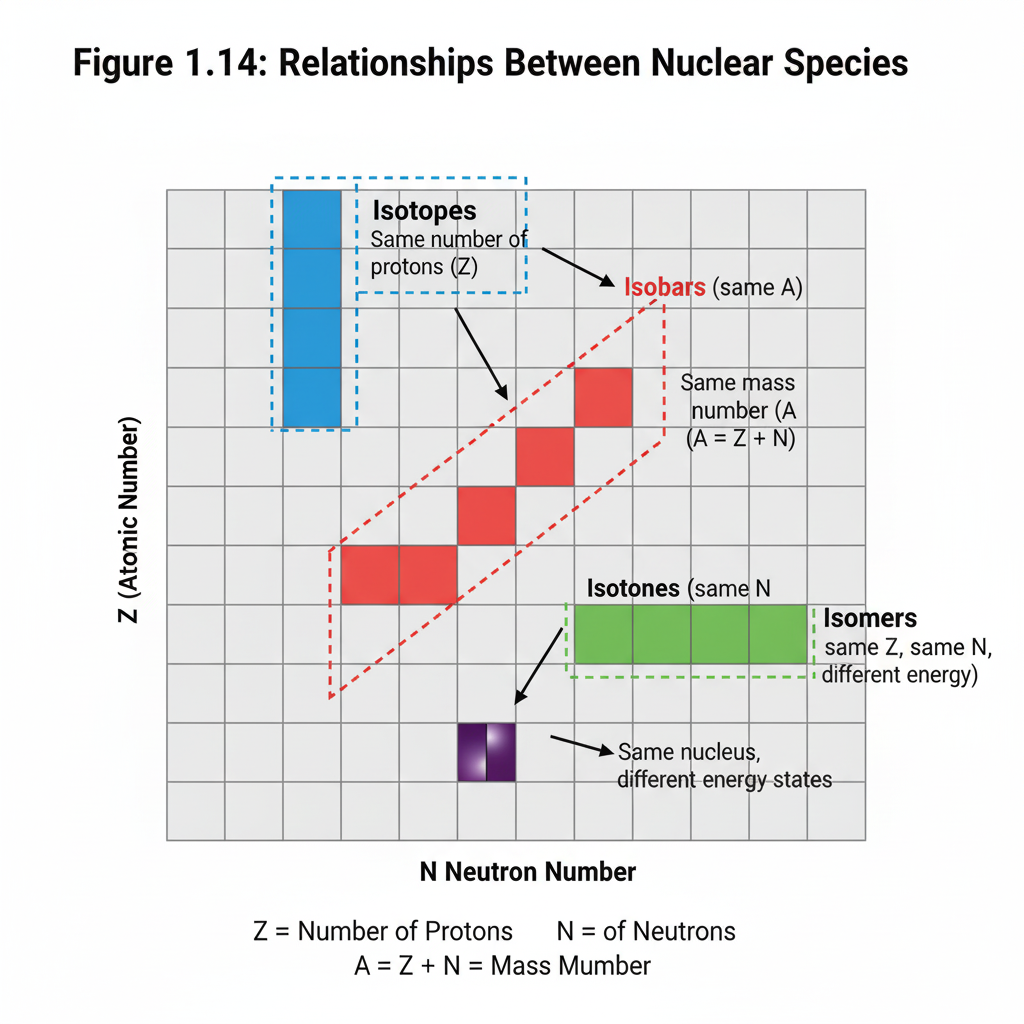 Figure 1.14: Relationships Between Nuclear Species
Isotopes
Same number of
protons (Z)
Isobars (same A)
Same mass
number (A
(A = Z + N)
Z (Atomic Number)
Isotones (same N
Isomers
same Z, same N,
different energy)
Same nucleus,
different energy states
N Neutron Number
Z = Number of Protons N = of Neutrons
A = Z + N = Mass Mumber